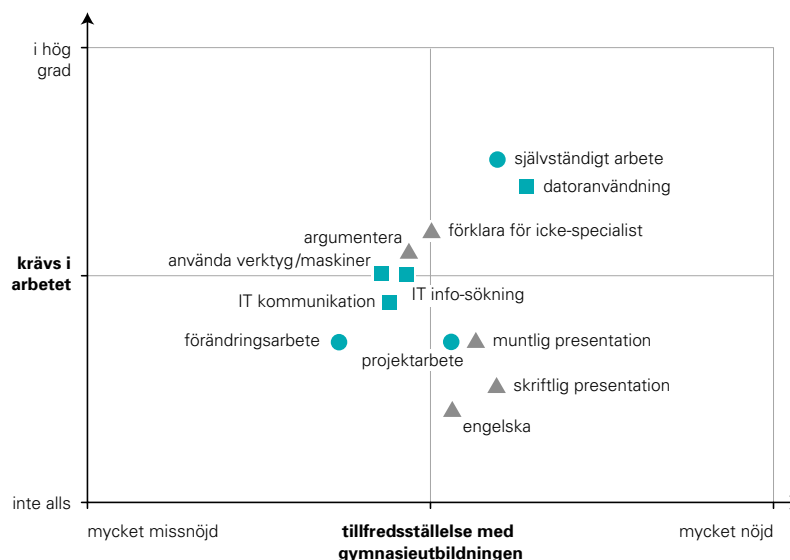 i hög
grad
självständigt arbete
datoranvändning
förklara för icke-specialist
argumentera
använda verktyg/maskiner
krävs i
arbetet
IT info-sökning
IT kommunikation
förändringsarbete
muntlig presentation
projektarbete
skriftlig presentation
engelska
inte alls
mycket missnöjd
tillfredsställelse med
gymnasieutbildningen
mycket nöjd